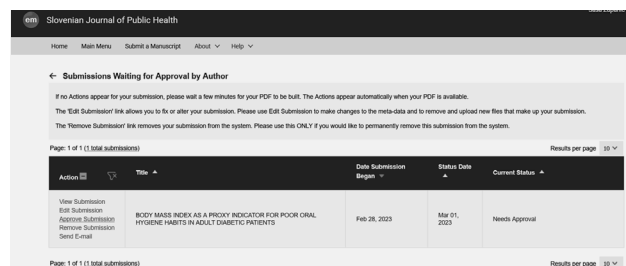 em Slovenian Journal of Public Health
Home Main Menu Submit a Manuscript About Help
← Submissions Waiting for Approval by Author
If no Actions appear for your submission, please wait a few minutes for your PDF to be built. The Actions appear automatically when your PDF is available.
The 'Edit Submission' link allows you to fix or alter your submission. Please use Edit Submission to make changes to the meta-data and to remove and upload new files that make up your submission.
The 'Remove Submission' link removes your submission from the system. Please use this ONLY if you would like to permanently remove this submission from the system.
Page: 1 of 1 (1 total submissions) Results per page 10
Action Title Date Submission Began Status Date Current Status
View Submission
Edit Submission
Approve Submission
Remove Submission
Send E-mail
BODY MASS INDEX AS A PROXY INDICATOR FOR POOR ORAL
HYGIENE HABITS IN ADULT DIABETIC PATIENTS
Feb 28, 2023
Mar 01,
2023
Needs Approval
Page: 1 of 1 (1 total submissions) Results per page 10